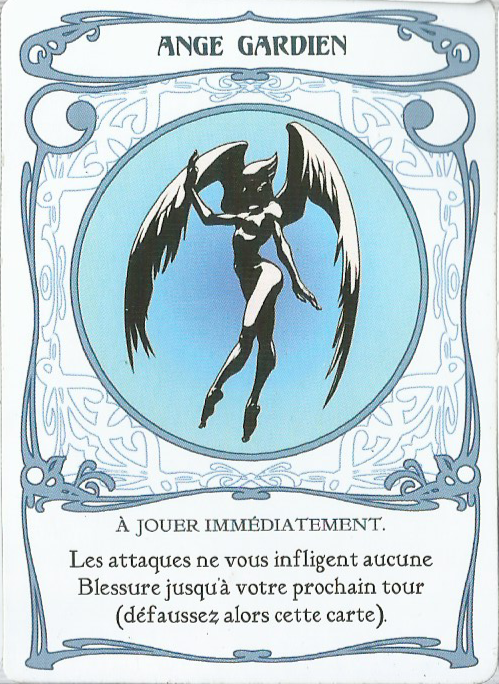 ANGE GARDIEN
À JOUER IMMÉDIATEMENT.
Les attaques ne vous infligent aucune
Blessure jusqu'à votre prochain tour
(défaussez alors cette carte).